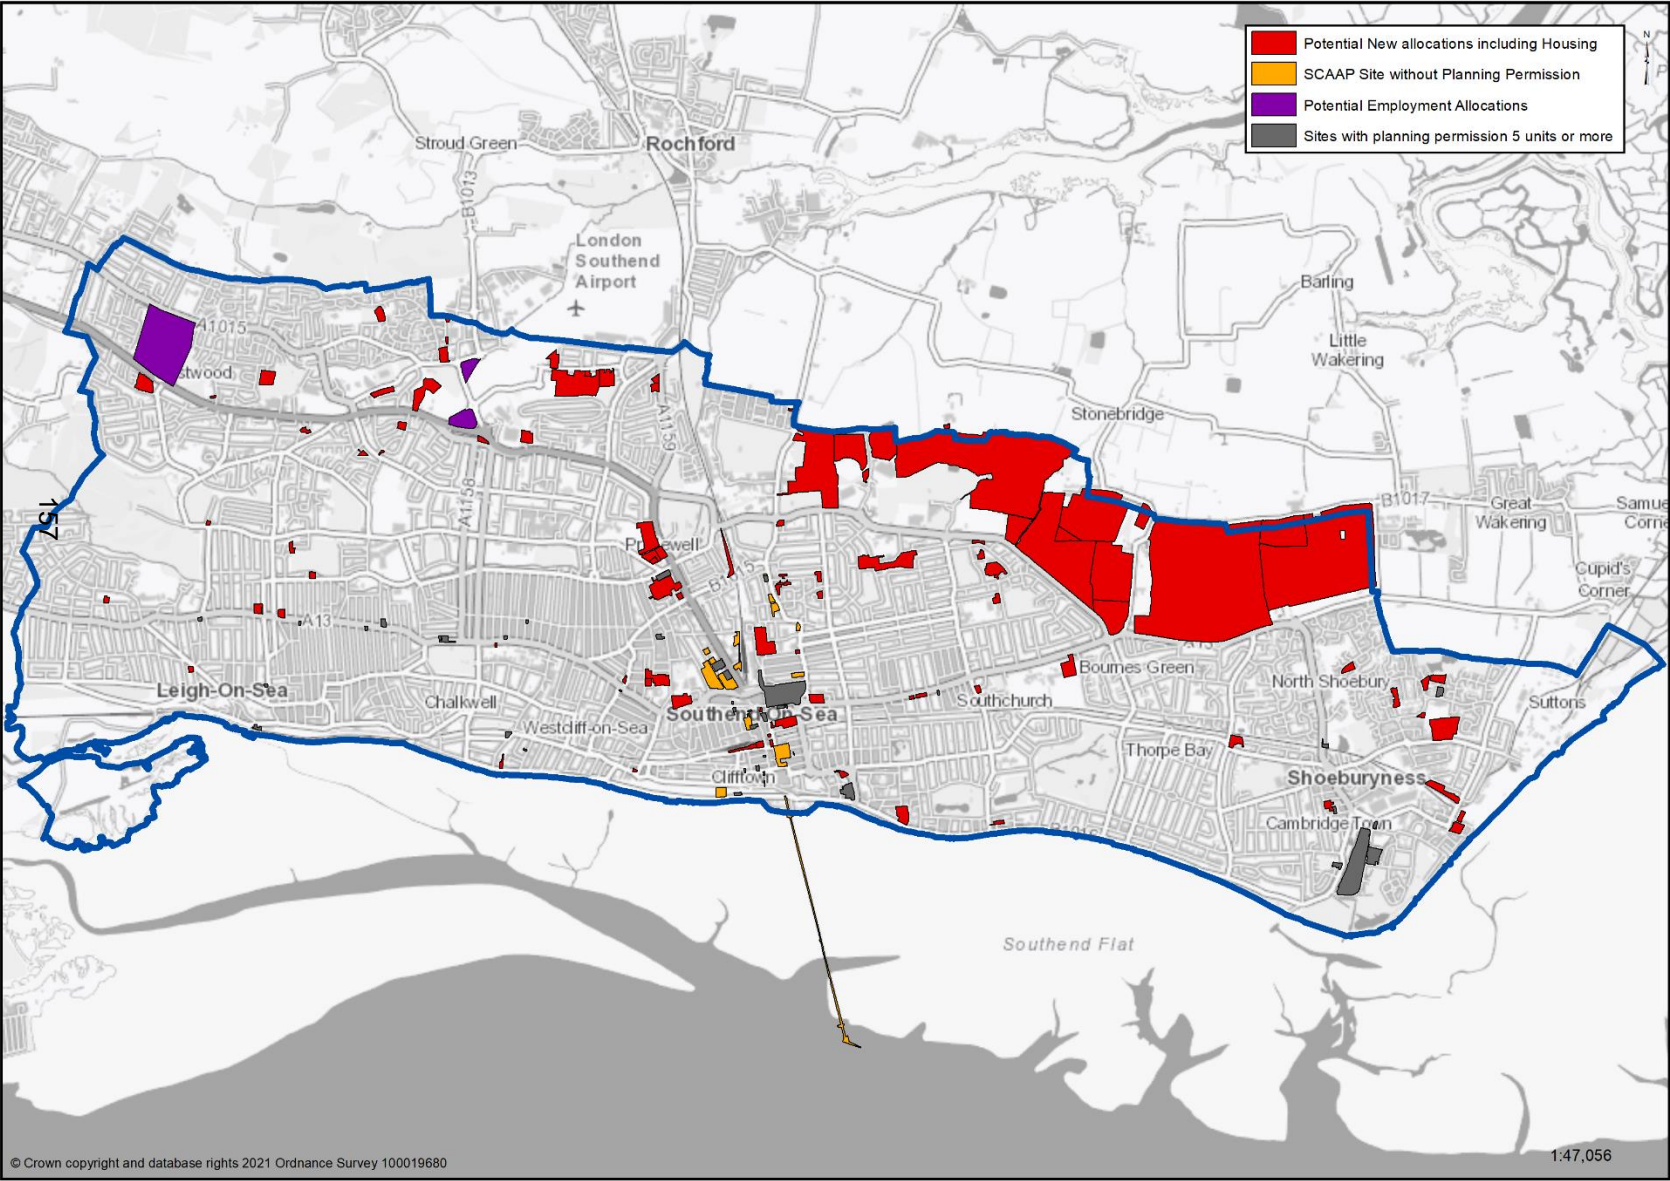 Potential New allocations including Housing
SCAAP Site without Planning Permission
Potential Employment Allocations
Sites with planning permission 5 units or more
N
Stroud Green
Rochford
B1013
London
Southend
Airport
Barling
Little
Wakering
A1015
stwood
Stonebridge
A1159
A1158
B1017
Great
Wakering
Samue
Corne
157
Cupid's
Corner
A13
Bournes Green
North Shoebury
Leigh-On-Sea
Chalkwell
Southchurch
Suttons
Southend-On-Sea
Westcliff-on-Sea
Thorpe Bay
Clifftown
Shoeburyness
Cambridge Town
Southend Flat
© Crown copyright and database rights 2021 Ordnance Survey 100019680
1:47,056